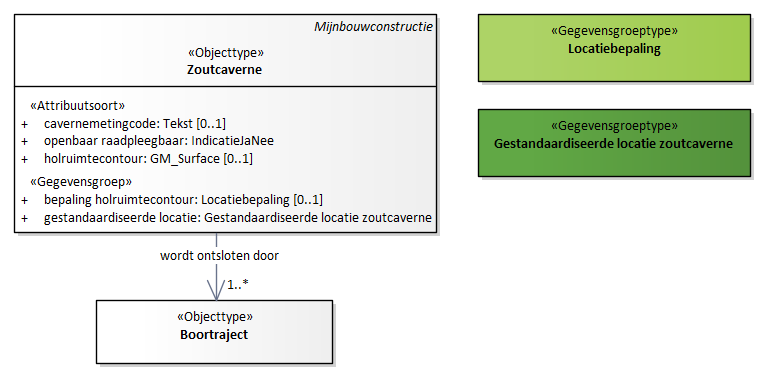 Mijnbouwconstructie
«Objecttype»
Zoutcaverne
«Attribuutsoort»
+ cavernemetingcode: Tekst [0..1]
+ openbaar raadpleegbaar: IndicatieJaNee
+ holruimtecontour: GM_Surface [0..1]
«Gegevensgroep»
+ bepaling holruimtecontour: Locatiebepaling [0..1]
+ gestandaardiseerde locatie: Gestandaardiseerde locatie zoutcaverne
wordt ontsloten door
1..*
«Objecttype»
Boortraject
«Gegevensgroeptype»
Locatiebepaling
«Gegevensgroeptype»
Gestandaardiseerde locatie zoutcaverne